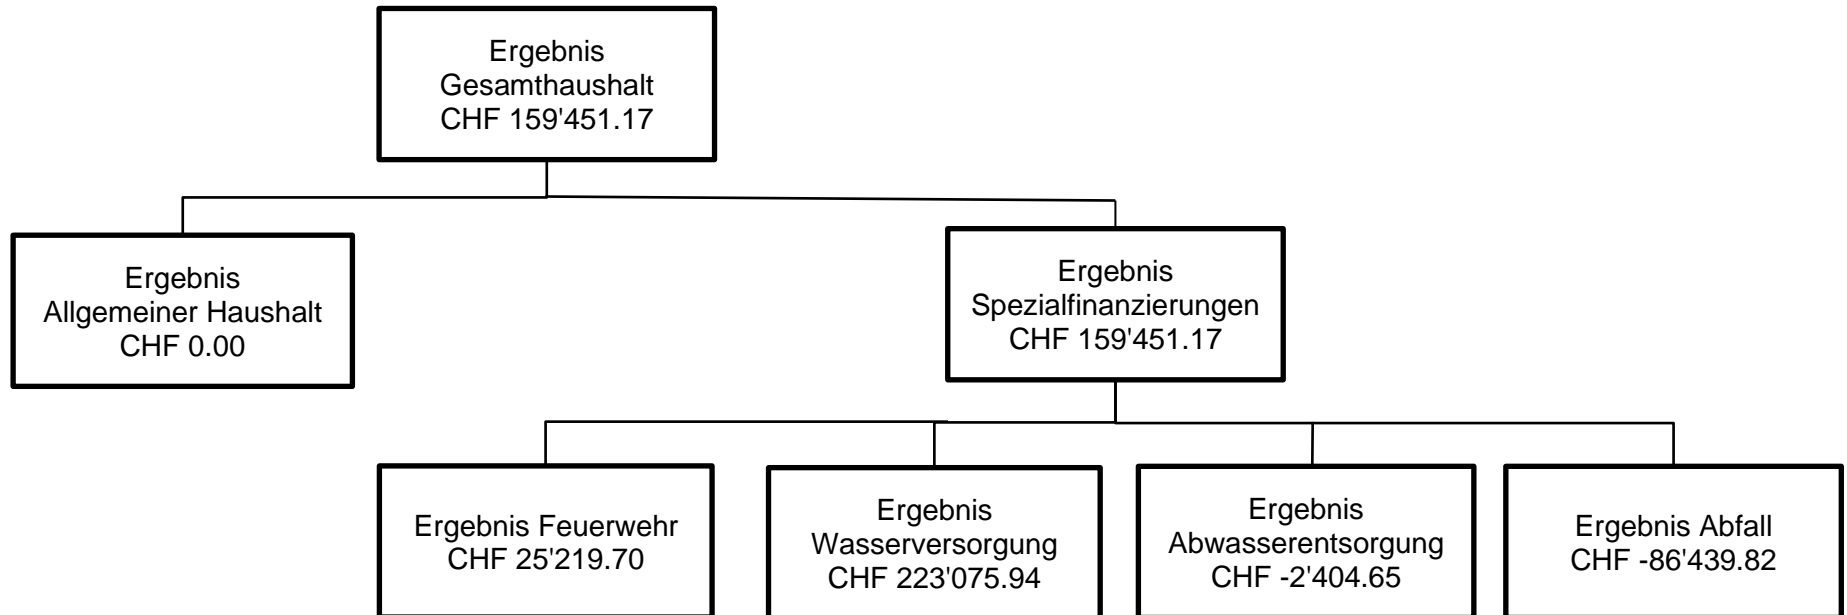 Ergebnis
Gesamthaushalt
CHF 159'451.17
Ergebnis
Allgemeiner Haushalt
CHF 0.00
Ergebnis
Spezialfinanzierungen
CHF 159'451.17
Ergebnis Feuerwehr
CHF 25'219.70
Ergebnis
Wasserversorgung
CHF 223'075.94
Ergebnis
Abwasserentsorgung
CHF -2'404.65
Ergebnis Abfall
CHF -86'439.82